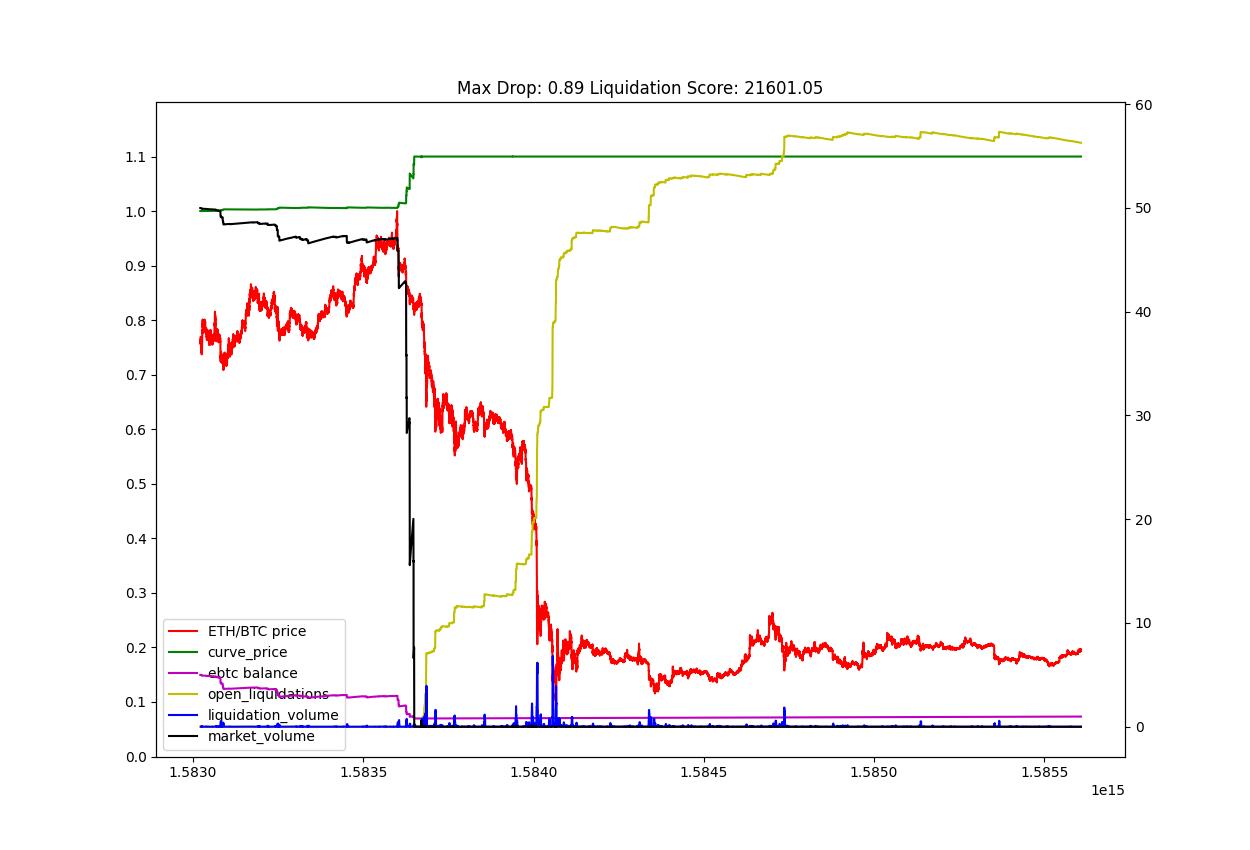 Max Drop: 0.89 Liquidation Score: 21601.05
1.1
1.0
0.9
0.8
0.7
0.6
0.5
0.4
0.3
0.2
0.1
0.0
60
50
40
30
20
10
0
ETH/BTC price
curve_price
ebtc balance
open_liquidations
liquidation_volume
market_volume
1.5830 1.5835 1.5840 1.5845 1.5850 1.5855
1e15